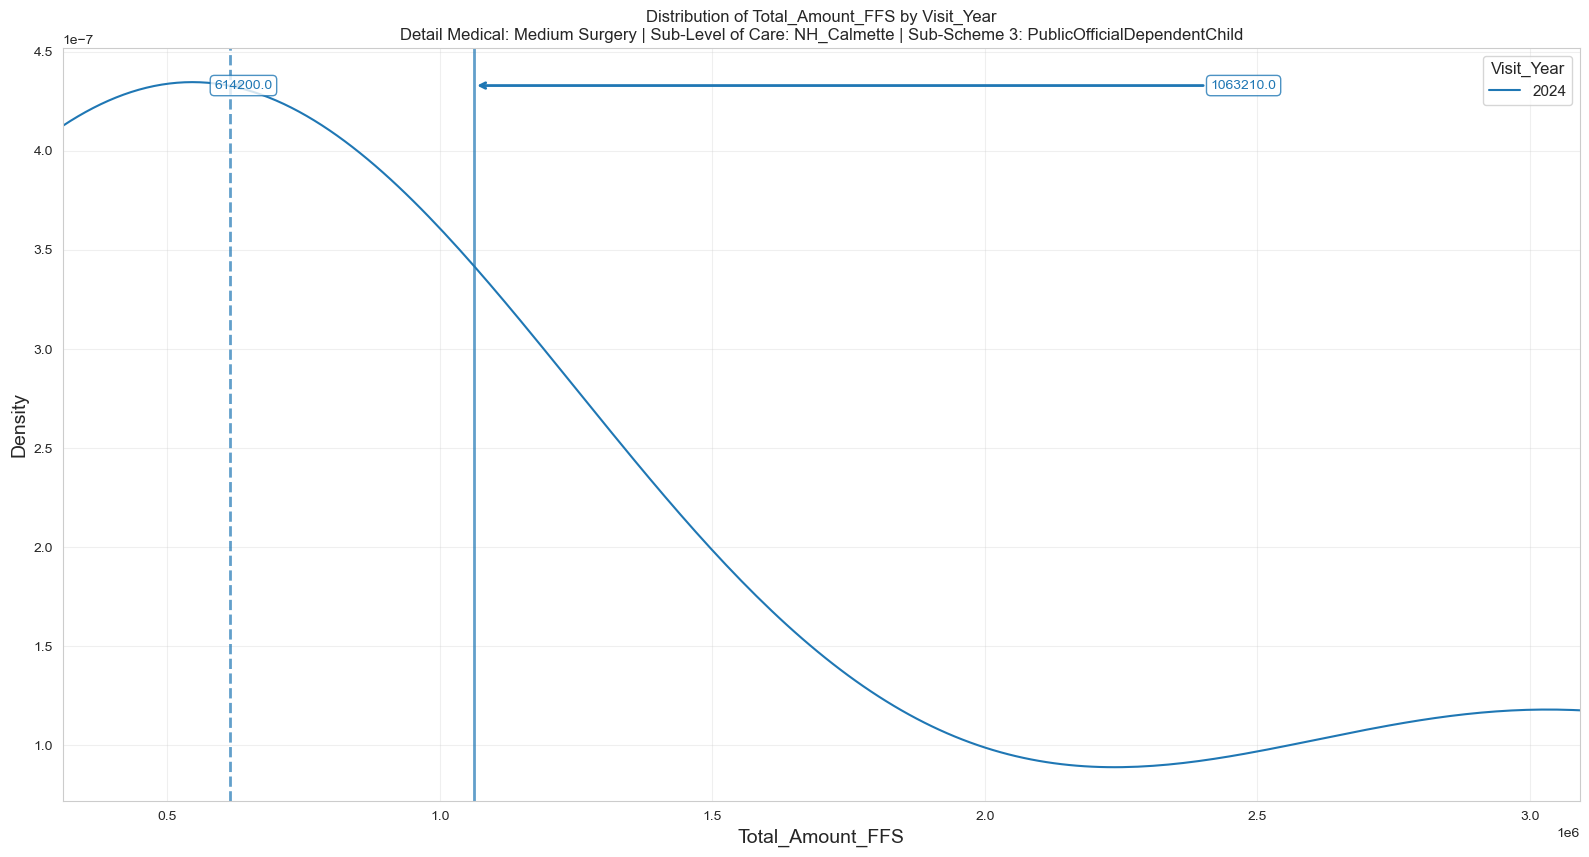 Distribution of Total_Amount_FFS by Visit_Year
Detail Medical: Medium Surgery | Sub-Level of Care: NH_Calmette | Sub-Scheme 3: PublicOfficialDependentChild
1e−7
4.5
4.0
3.5
3.0
2.5
2.0
1.5
1.0
Density
614200.0
1063210.0
Visit_Year
2024
0.5
1.0
1.5
2.0
2.5
3.0
1e6
Total_Amount_FFS